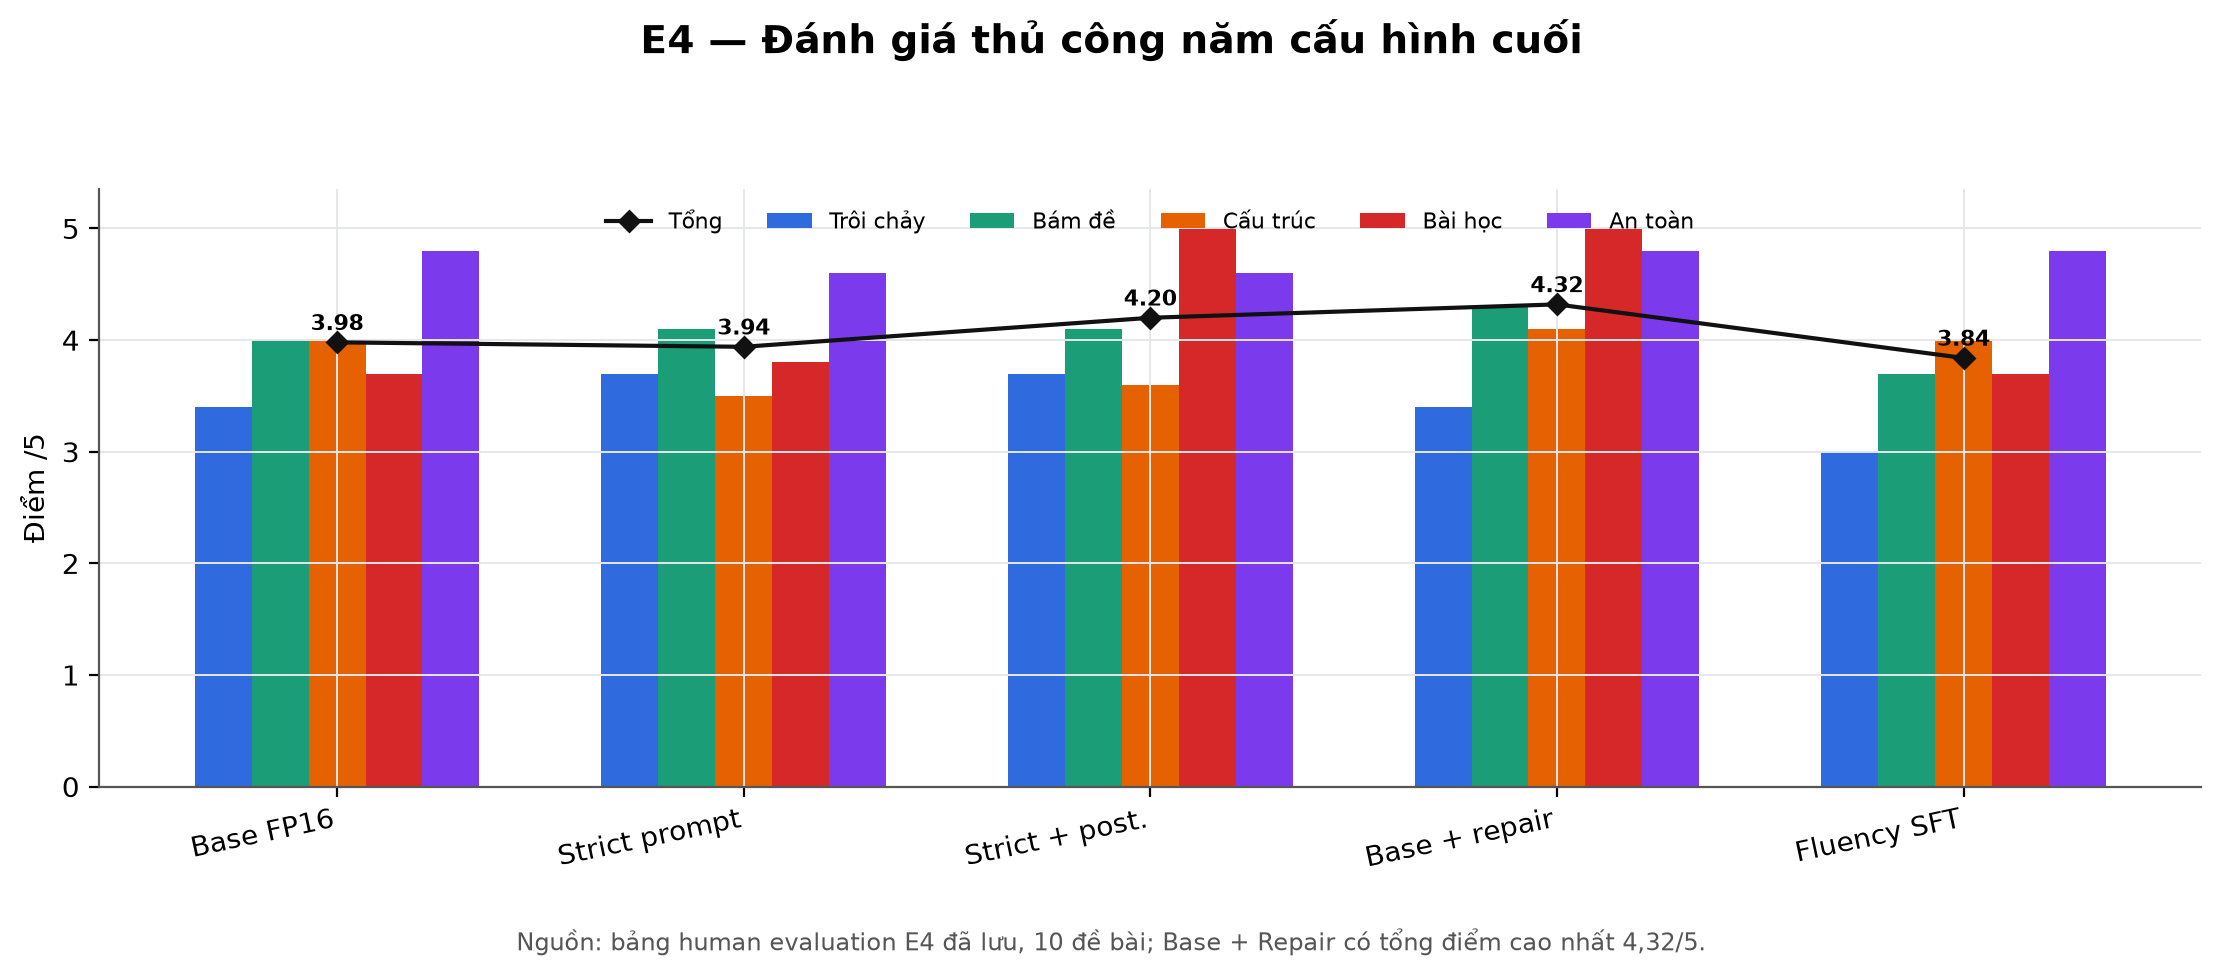 E4 — Đánh giá thủ công năm cấu hình cuối
Tổng Trôi chảy Bám đề Cấu trúc Bài học An toàn
Điểm /5
5
4
3
2
1
0
3.98
3.94
4.20
4.32
3.84
Base FP16
Strict prompt
Strict + post.
Base + repair
Fluency SFT
Nguồn: bảng human evaluation E4 đã lưu, 10 đề bài; Base + Repair có tổng điểm cao nhất 4,32/5.